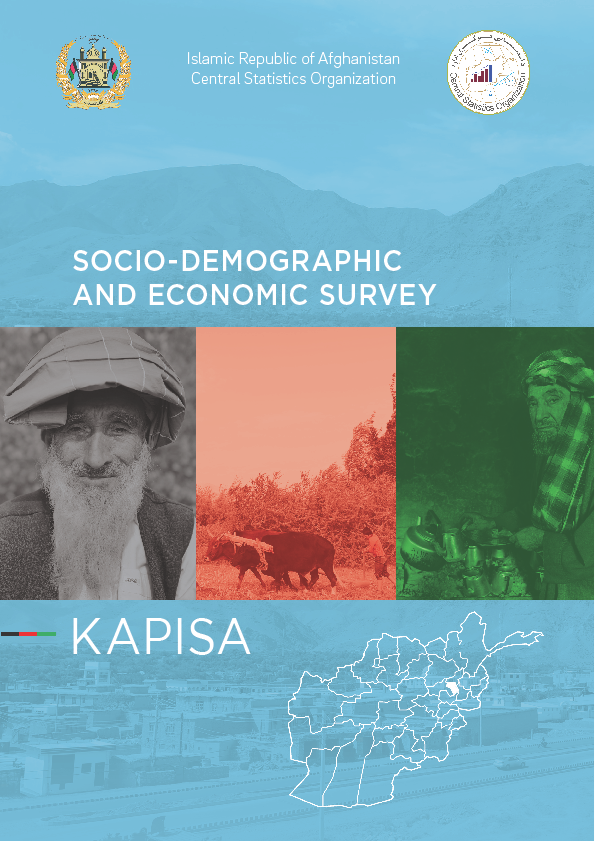 Islamic Republic of Afghanistan
Central Statistics Organization
Central Statistics Organization
SOCIO-DEMOGRAPHIC
AND ECONOMIC SURVEY
KAPISA